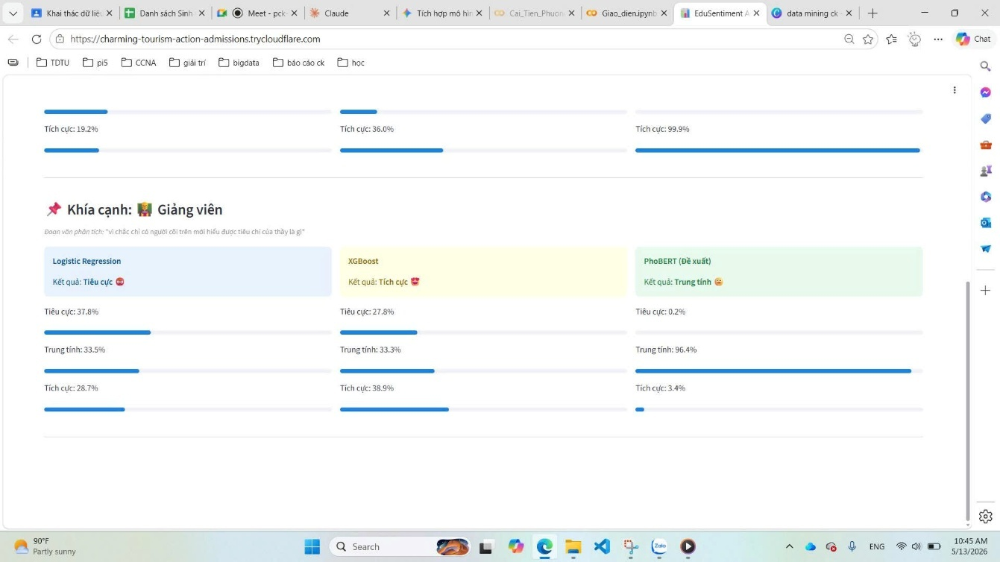 Khai thác dữ liệu
Danh sách Sinh
Meet - pck-
Claude
Tích hợp mô hìn
Cai_Tien_Phuon
Giao_dien.ipynb
EduSentiment A
data mining ck -
https://charming-tourism-action-admissions.trycloudflare.com
Chat
TDTU
pi5
CCNA
giải trí
bigdata
báo cáo ck
học
Tích cực: 19.2%
Tích cực: 36.0%
Tích cực: 99.9%
Khía cạnh: Giảng viên
Đoạn văn phân tích: "vì chắc chỉ có người cõi trên mới hiểu được tiêu chí của thầy là gì"
Logistic Regression
Kết quả: Tiêu cực
XGBoost
Kết quả: Tích cực
PhoBERT (Đề xuất)
Kết quả: Trung tính
Tiêu cực: 37.8%
Tiêu cực: 27.8%
Tiêu cực: 0.2%
Trung tính: 33.5%
Trung tính: 33.3%
Trung tính: 96.4%
Tích cực: 28.7%
Tích cực: 38.9%
Tích cực: 3.4%
90°F
Partly sunny
Search
Zalo
ENG
10:45 AM
5/13/2026